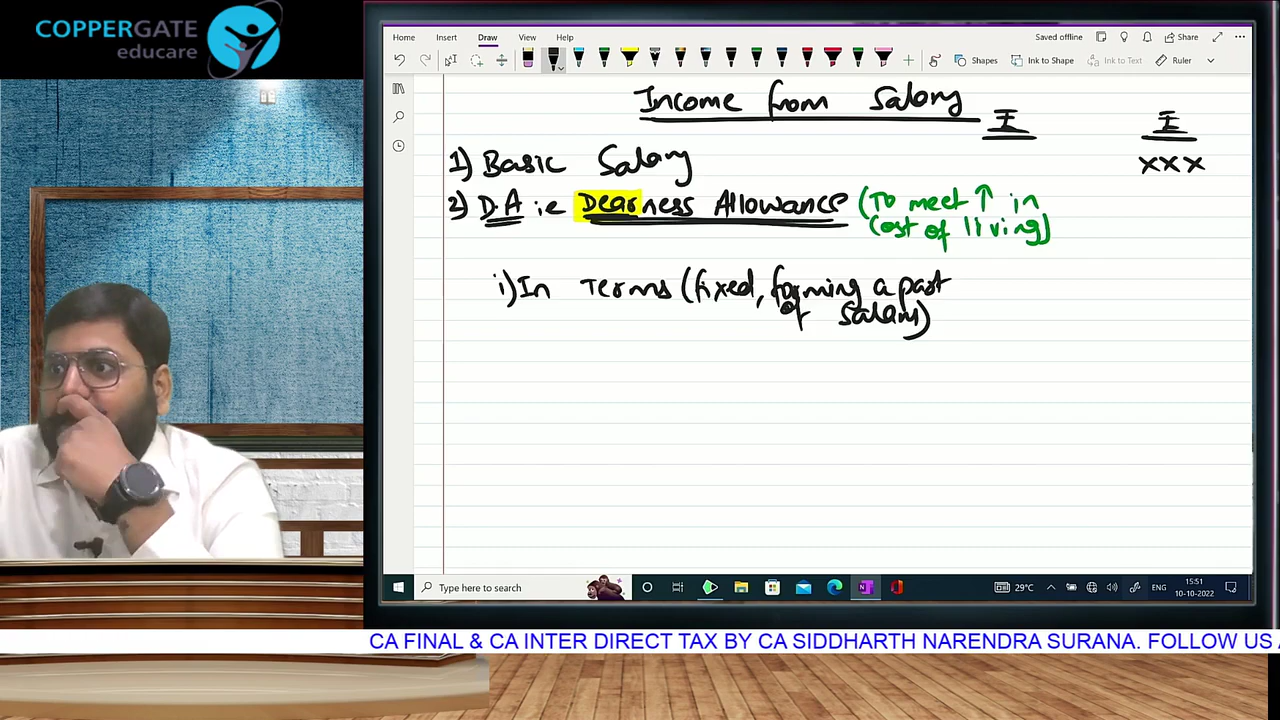 COPPERGATE
educare
Home Insert Draw View Help
Saved offline
Share
Shapes
Ink to Shape
Ink to Text
Ruler
Income from Salary
I I
1) Basic Salary xxx
2) D.A ie Dearness Allowance (To meet ↑ in
cost of living)
i) In Terms (fixed, forming a part
of salary)
Type here to search
29°C
ENG
15:51
10-10-2022
CA FINAL & CA INTER DIRECT TAX BY CA SIDDHARTH NARENDRA SURANA. FOLLOW US